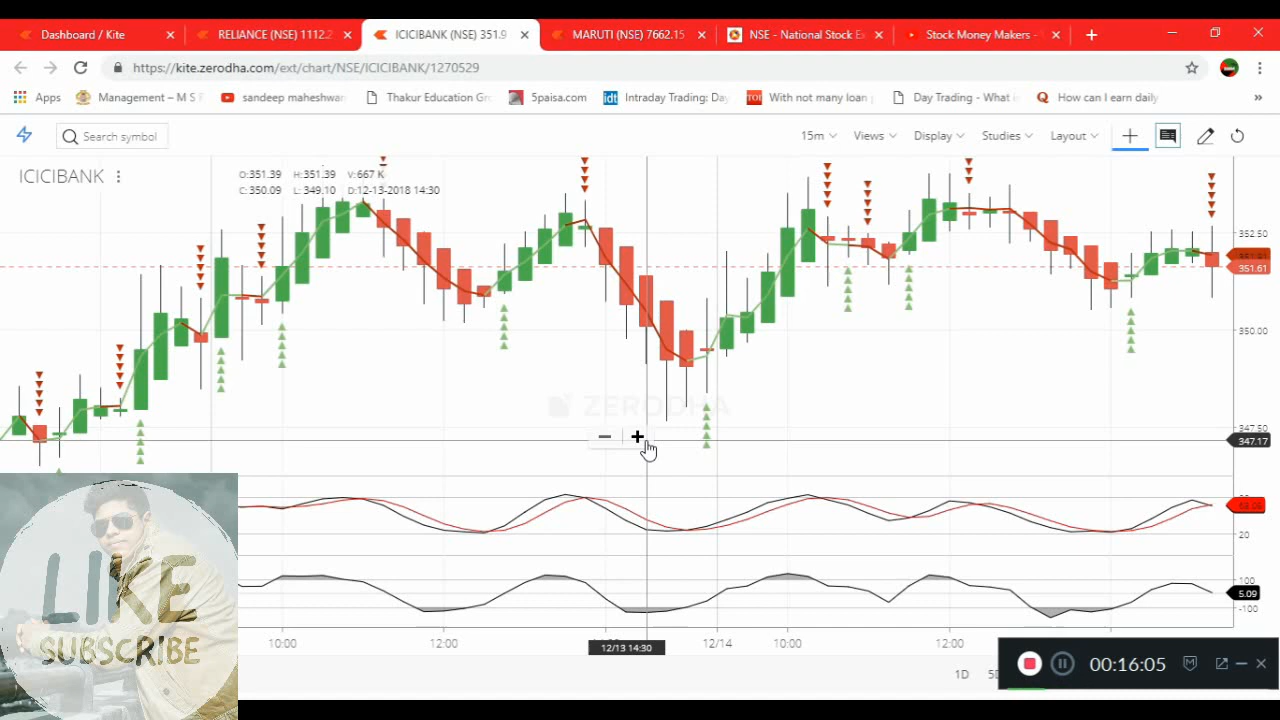 Dashboard / Kite
RELIANCE (NSE) 1112.2
ICICIBANK (NSE) 351.9
MARUTI (NSE) 7662.15
NSE - National Stock Ex
Stock Money Makers -
https://kite.zerodha.com/ext/chart/NSE/ICICIBANK/1270529
Apps
Management – M S
sandeep maheshwar
Thakur Education Gro
5paisa.com
idt
Intraday Trading: Day
With not many loan
Day Trading - What i
How can I earn daily
»
Search symbol
15m
Views
Display
Studies
Layout
ICICIBANK
O:351.39 H:351.39 V:667 K
C:350.09 L: 349.10 D:12-13-2018 14:30
352.50
351.61
350.00
347.50
347.17
ZERODHA
20
100
5.09
-100
10:00
12:00
12/13 14:30
12/14
10:00
12:00
1D
LIKE
SUBSCRIBE
00:16:05